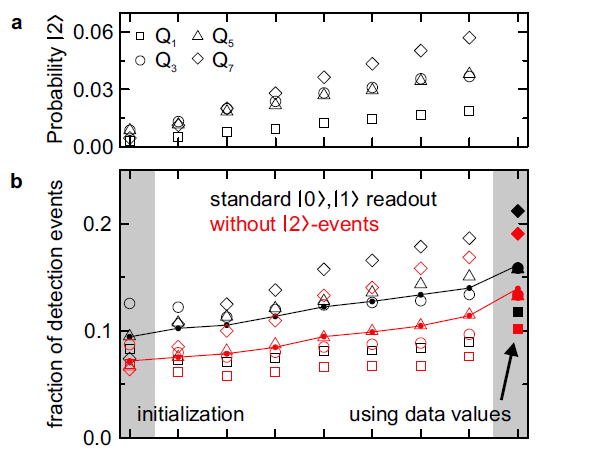 a
Probability |2⟩
0.06
0.03
0.00
Q1
Q5
Q3
Q7
b
fraction of detection events
0.2
0.1
0.0
standard |0⟩,|1⟩ readout
without |2⟩-events
initialization
using data values